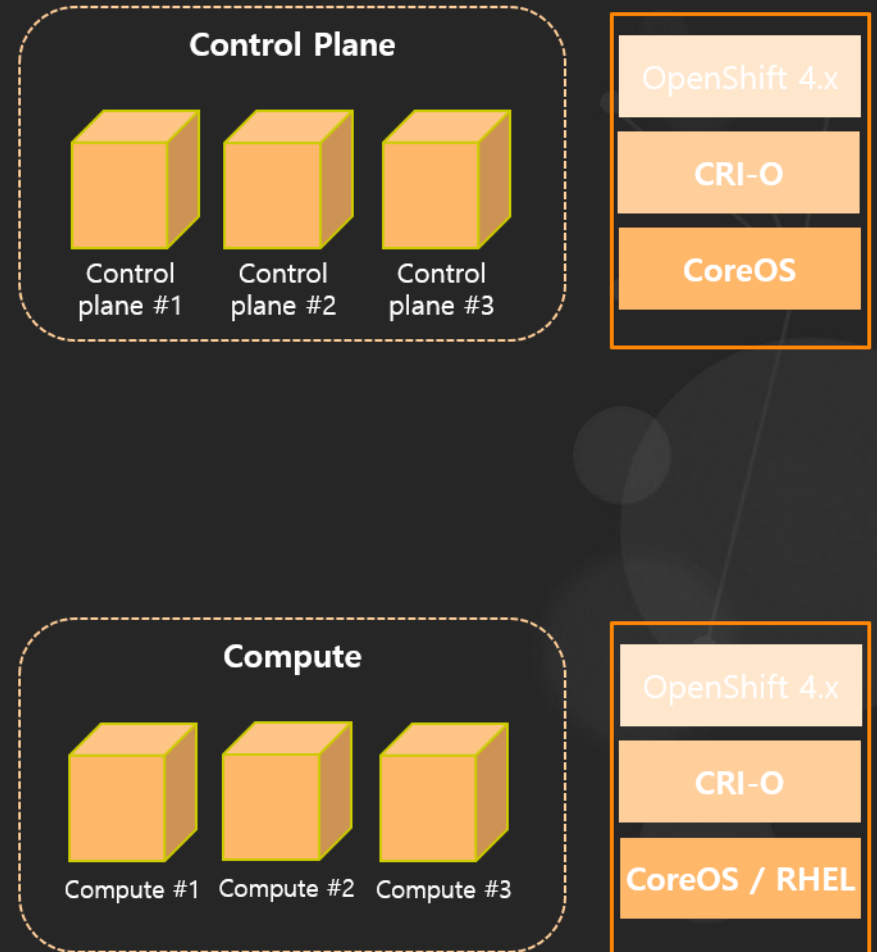 Control Plane
Control
plane #1
Control
plane #2
Control
plane #3
OpenShift 4.x
CRI-O
CoreOS
Compute
Compute #1
Compute #2
Compute #3
OpenShift 4.x
CRI-O
CoreOS / RHEL